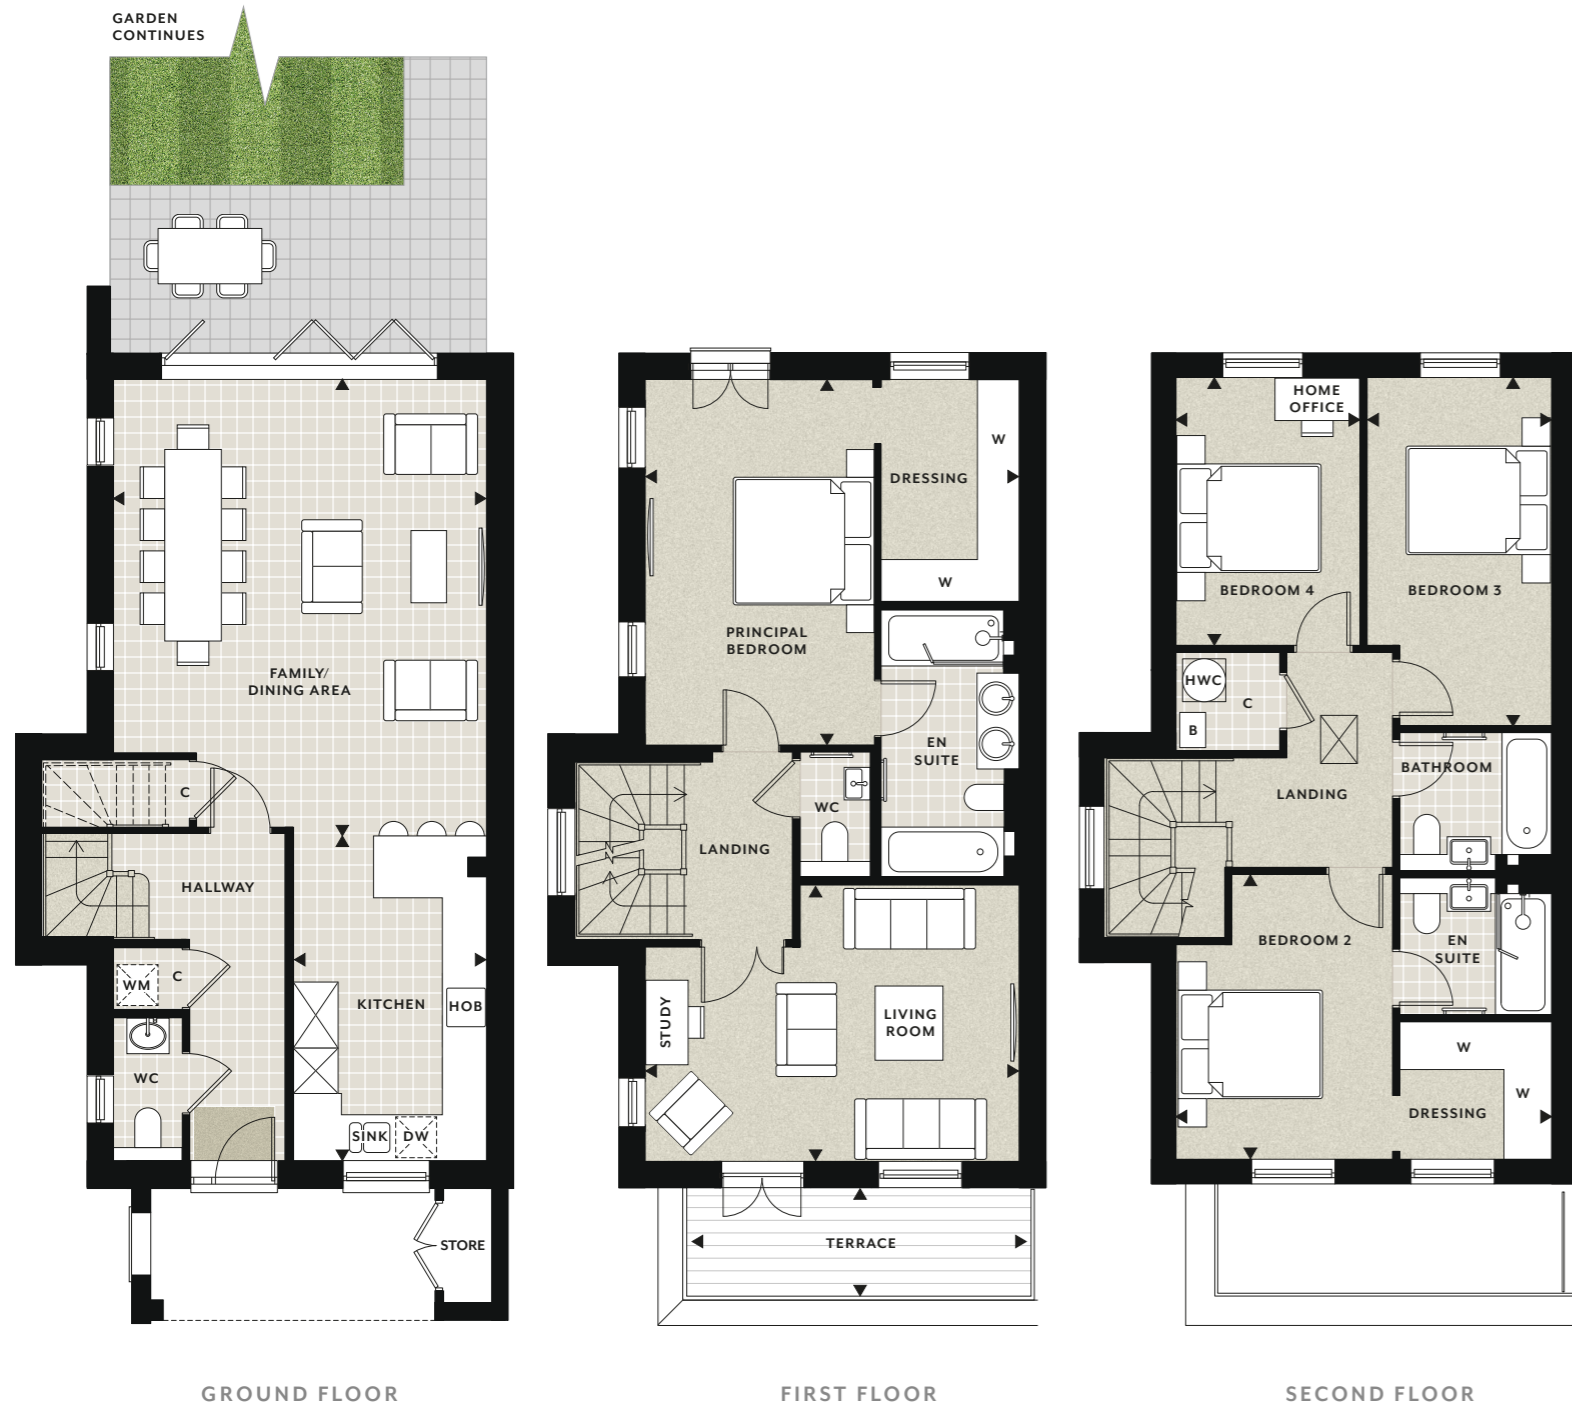 GARDEN
CONTINUES
FAMILY/
DINING AREA
C
HALLWAY
C
WM
KITCHEN
HOB
WC
SINK
DW
STORE
GROUND FLOOR
W
DRESSING
W
PRINCIPAL
BEDROOM
EN
SUITE
WC
LANDING
STUDY
LIVING
ROOM
TERRACE
FIRST FLOOR
HOME
OFFICE
BEDROOM 4
BEDROOM 3
HWC
C
B
BATHROOM
LANDING
BEDROOM 2
EN
SUITE
W
W
DRESSING
SECOND FLOOR